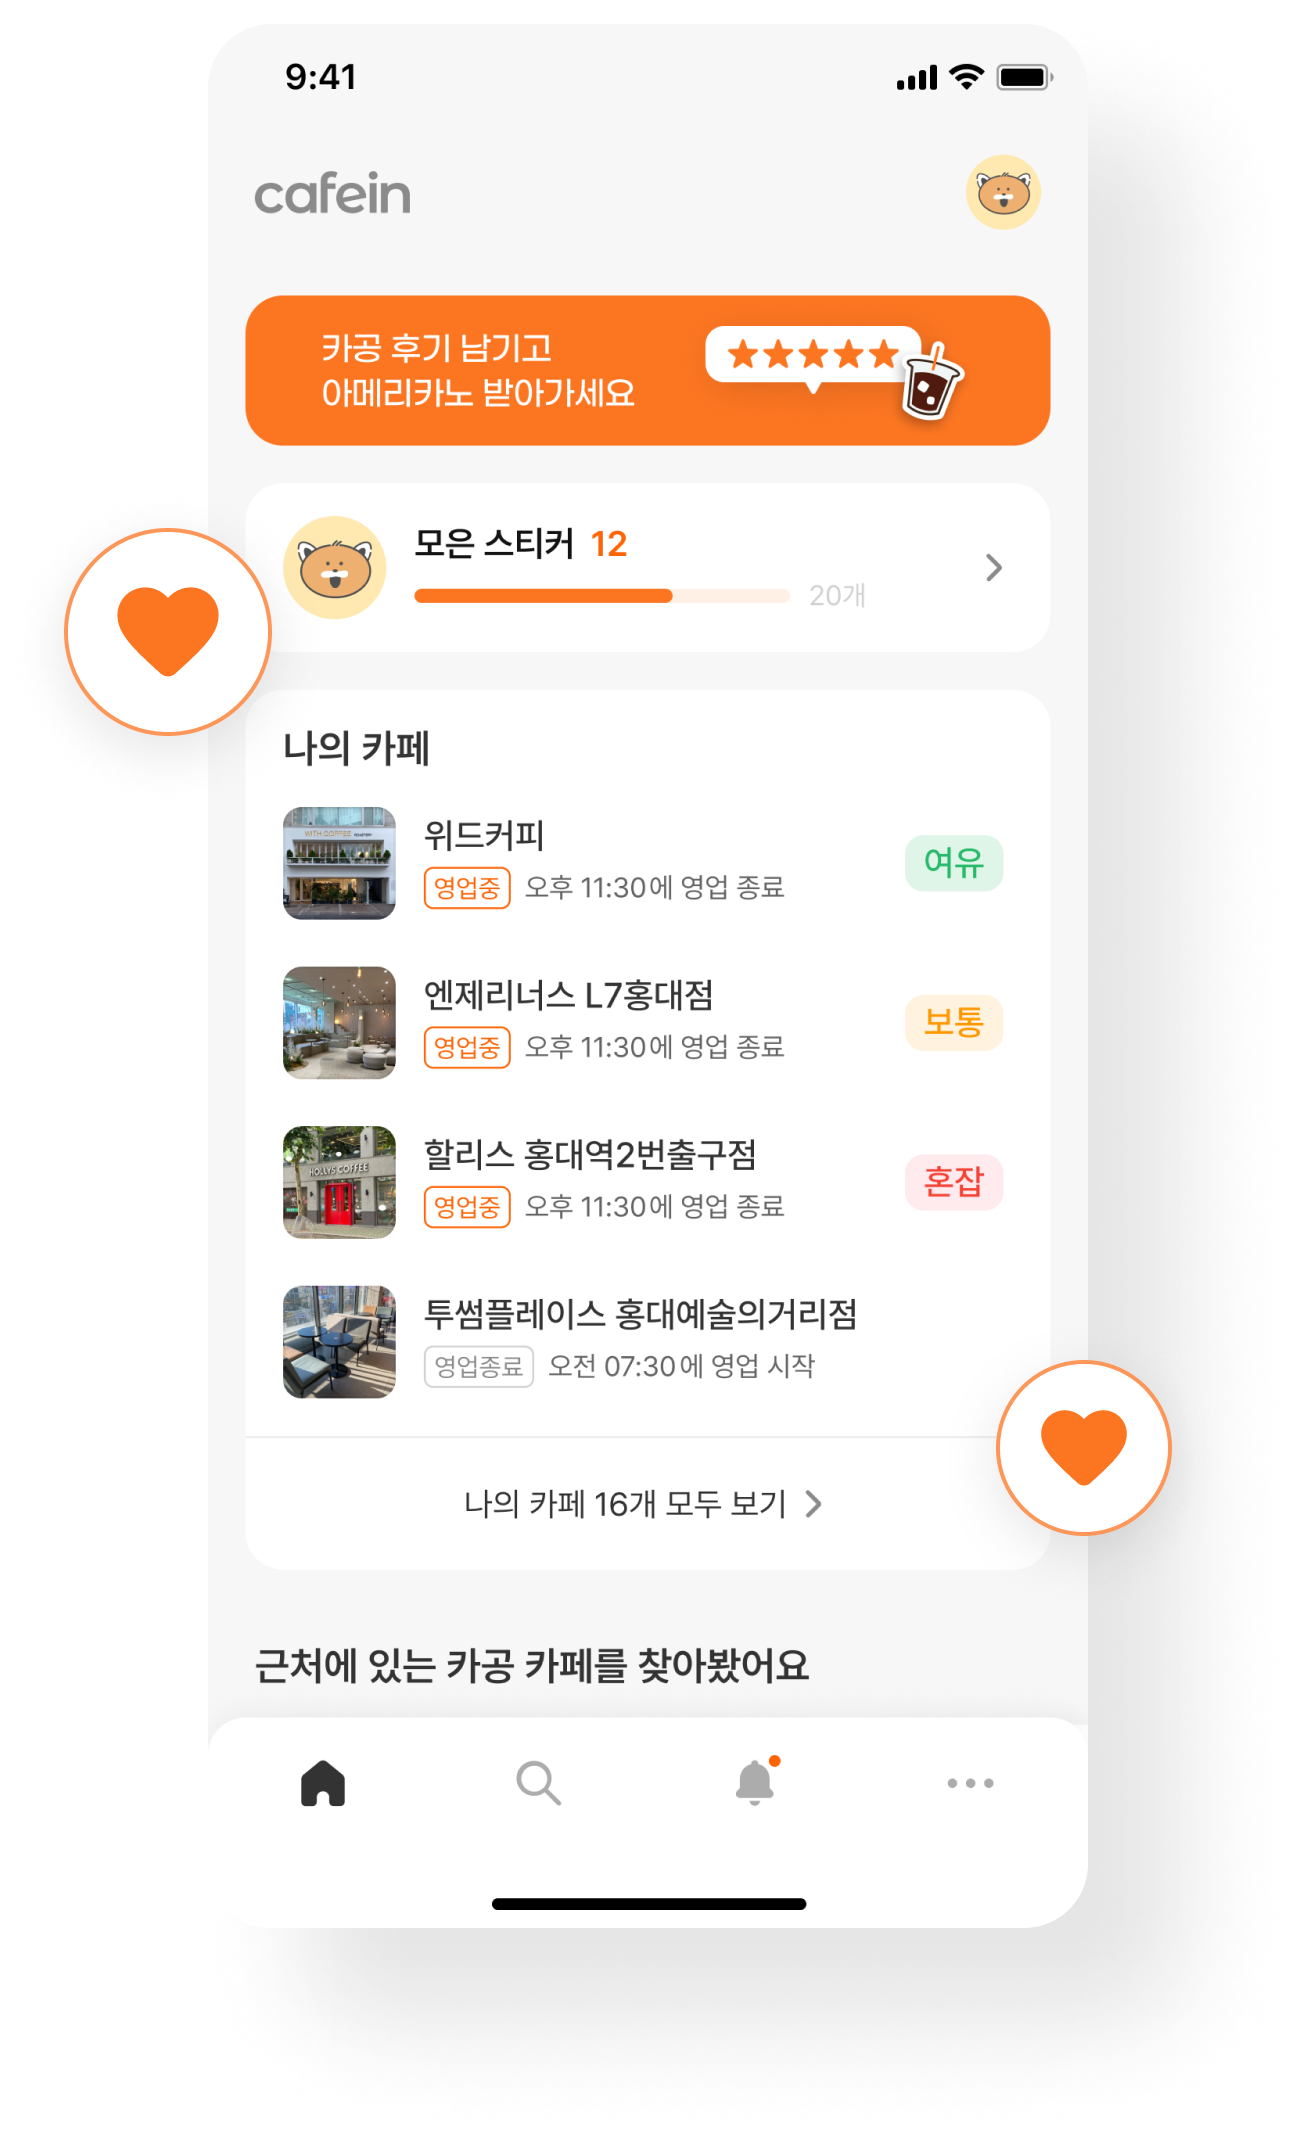 9:41
cafein
카공 후기 남기고
아메리카노 받아가세요
모은 스티커 12
20개
나의 카페
WITH COFFEE ROASTERY
위드커피
영업중 오후 11:30에 영업 종료
여유
엔제리너스 L7홍대점
영업중 오후 11:30에 영업 종료
보통
HOLLYS COFFEE
할리스 홍대역2번출구점
영업중 오후 11:30에 영업 종료
혼잡
투썸플레이스 홍대예술의거리점
영업종료 오전 07:30에 영업 시작
나의 카페 16개 모두 보기
근처에 있는 카공 카페를 찾아봤어요